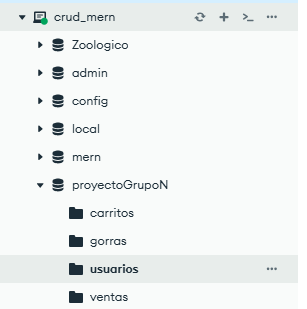 crud_mern
Zoologico
admin
config
local
mern
proyectoGrupoN
carritos
gorras
usuarios
ventas